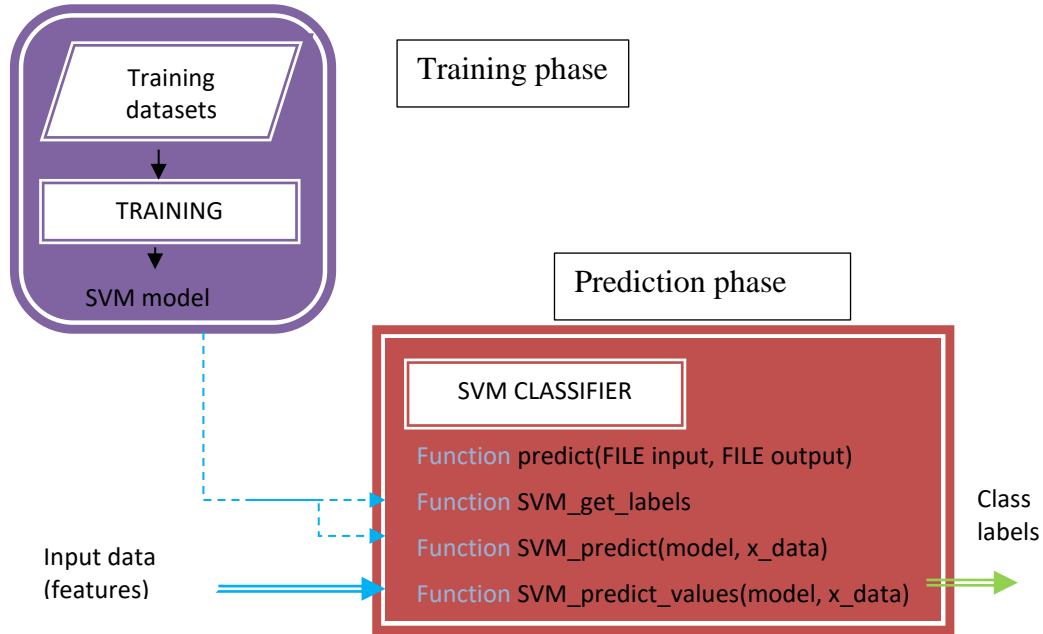 Training
datasets
Training phase
TRAINING
SVM model
Prediction phase
SVM CLASSIFIER
Function predict(FILE input, FILE output)
Function SVM_get_labels
Function SVM_predict(model, x_data)
Function SVM_predict_values(model, x_data)
Input data
(features)
Class
labels